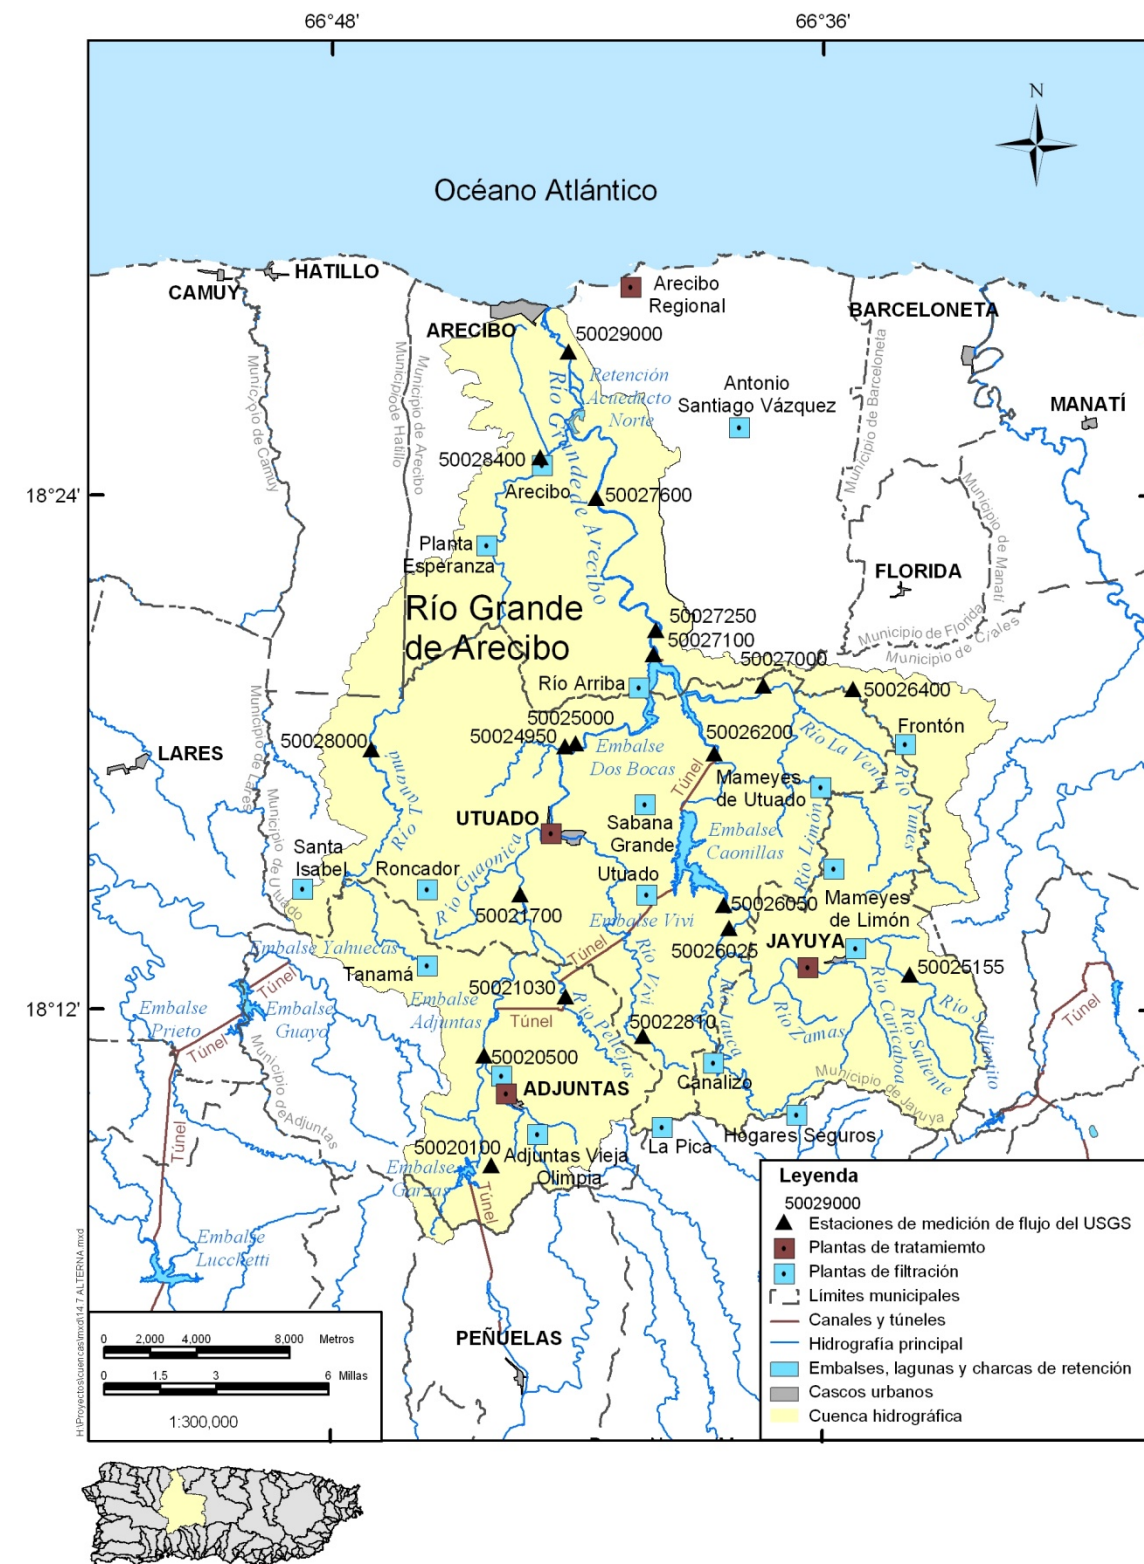 66°48'
66°36'
N
Océano Atlántico
HATILLO
CAMUY
Arecibo
Regional
BARCELONETA
ARECIBO
50029000
Municipio de Camuy
Municipio de Hatillo
Municipio de Arecibo
Retención
Acueducto
Norte
Antonio
Santiago Vázquez
Municipio de Barceloneta
MANATÍ
Río Grande de Arecibo
50028400
Arecibo
18°24'
50027600
Planta
Esperanza
Municipio de Manatí
FLORIDA
Río Grande
de Arecibo
50027250
50027100
Municipio de Florida
Municipio de Ciales
50027000
Río Arriba
50026400
50025000
50024950
50028000
Embalse
Dos Bocas
50026200
Frontón
Río La Venta
Río Yunes
LARES
Municipio de Lares
Municipio de Utuado
Río Tanamá
Túnel
Mameyes
de Utuado
UTUADO
Sabana
Grande
Embalse
Caonillas
Río Limón
Santa
Isabel
Roncador
Río Guaonica
Utuado
Mameyes
de Limón
50021700
Embalse Viví
50026050
50026025
JAYUYA
Embalse Yahuecas
Tanamá
Túnel
Túnel
50025155
18°12'
Embalse
Prieto
Embalse
Guayo
Embalse
Adjuntas
50021030
Túnel
Río Pellejas
Río Viví
50022810
Río Jauca
Río Zamas
Río Caricaboa
Río Saliente
Río Salientito
Túnel
Túnel
Municipio de Adjuntas
50020500
ADJUNTAS
Canalizo
Municipio de Jayuya
Túnel
50020100
Adjuntas Vieja
Olimpia
La Pica
Hogares Seguros
Embalse
Garzas
Túnel
Embalse
Lucchetti
PEÑUELAS
Leyenda
50029000
Estaciones de medición de flujo del USGS
Plantas de tratamiemto
Plantas de filtración
Límites municipales
Canales y túneles
Hidrografía principal
Embalses, lagunas y charcas de retención
Cascos urbanos
Cuenca hidrográfica
0 2,000 4,000 8,000 Metros
0 1.5 3 6 Millas
1:300,000
H:\Proyectos\cuencas\mxd\14.7 ALTERNA.mxd